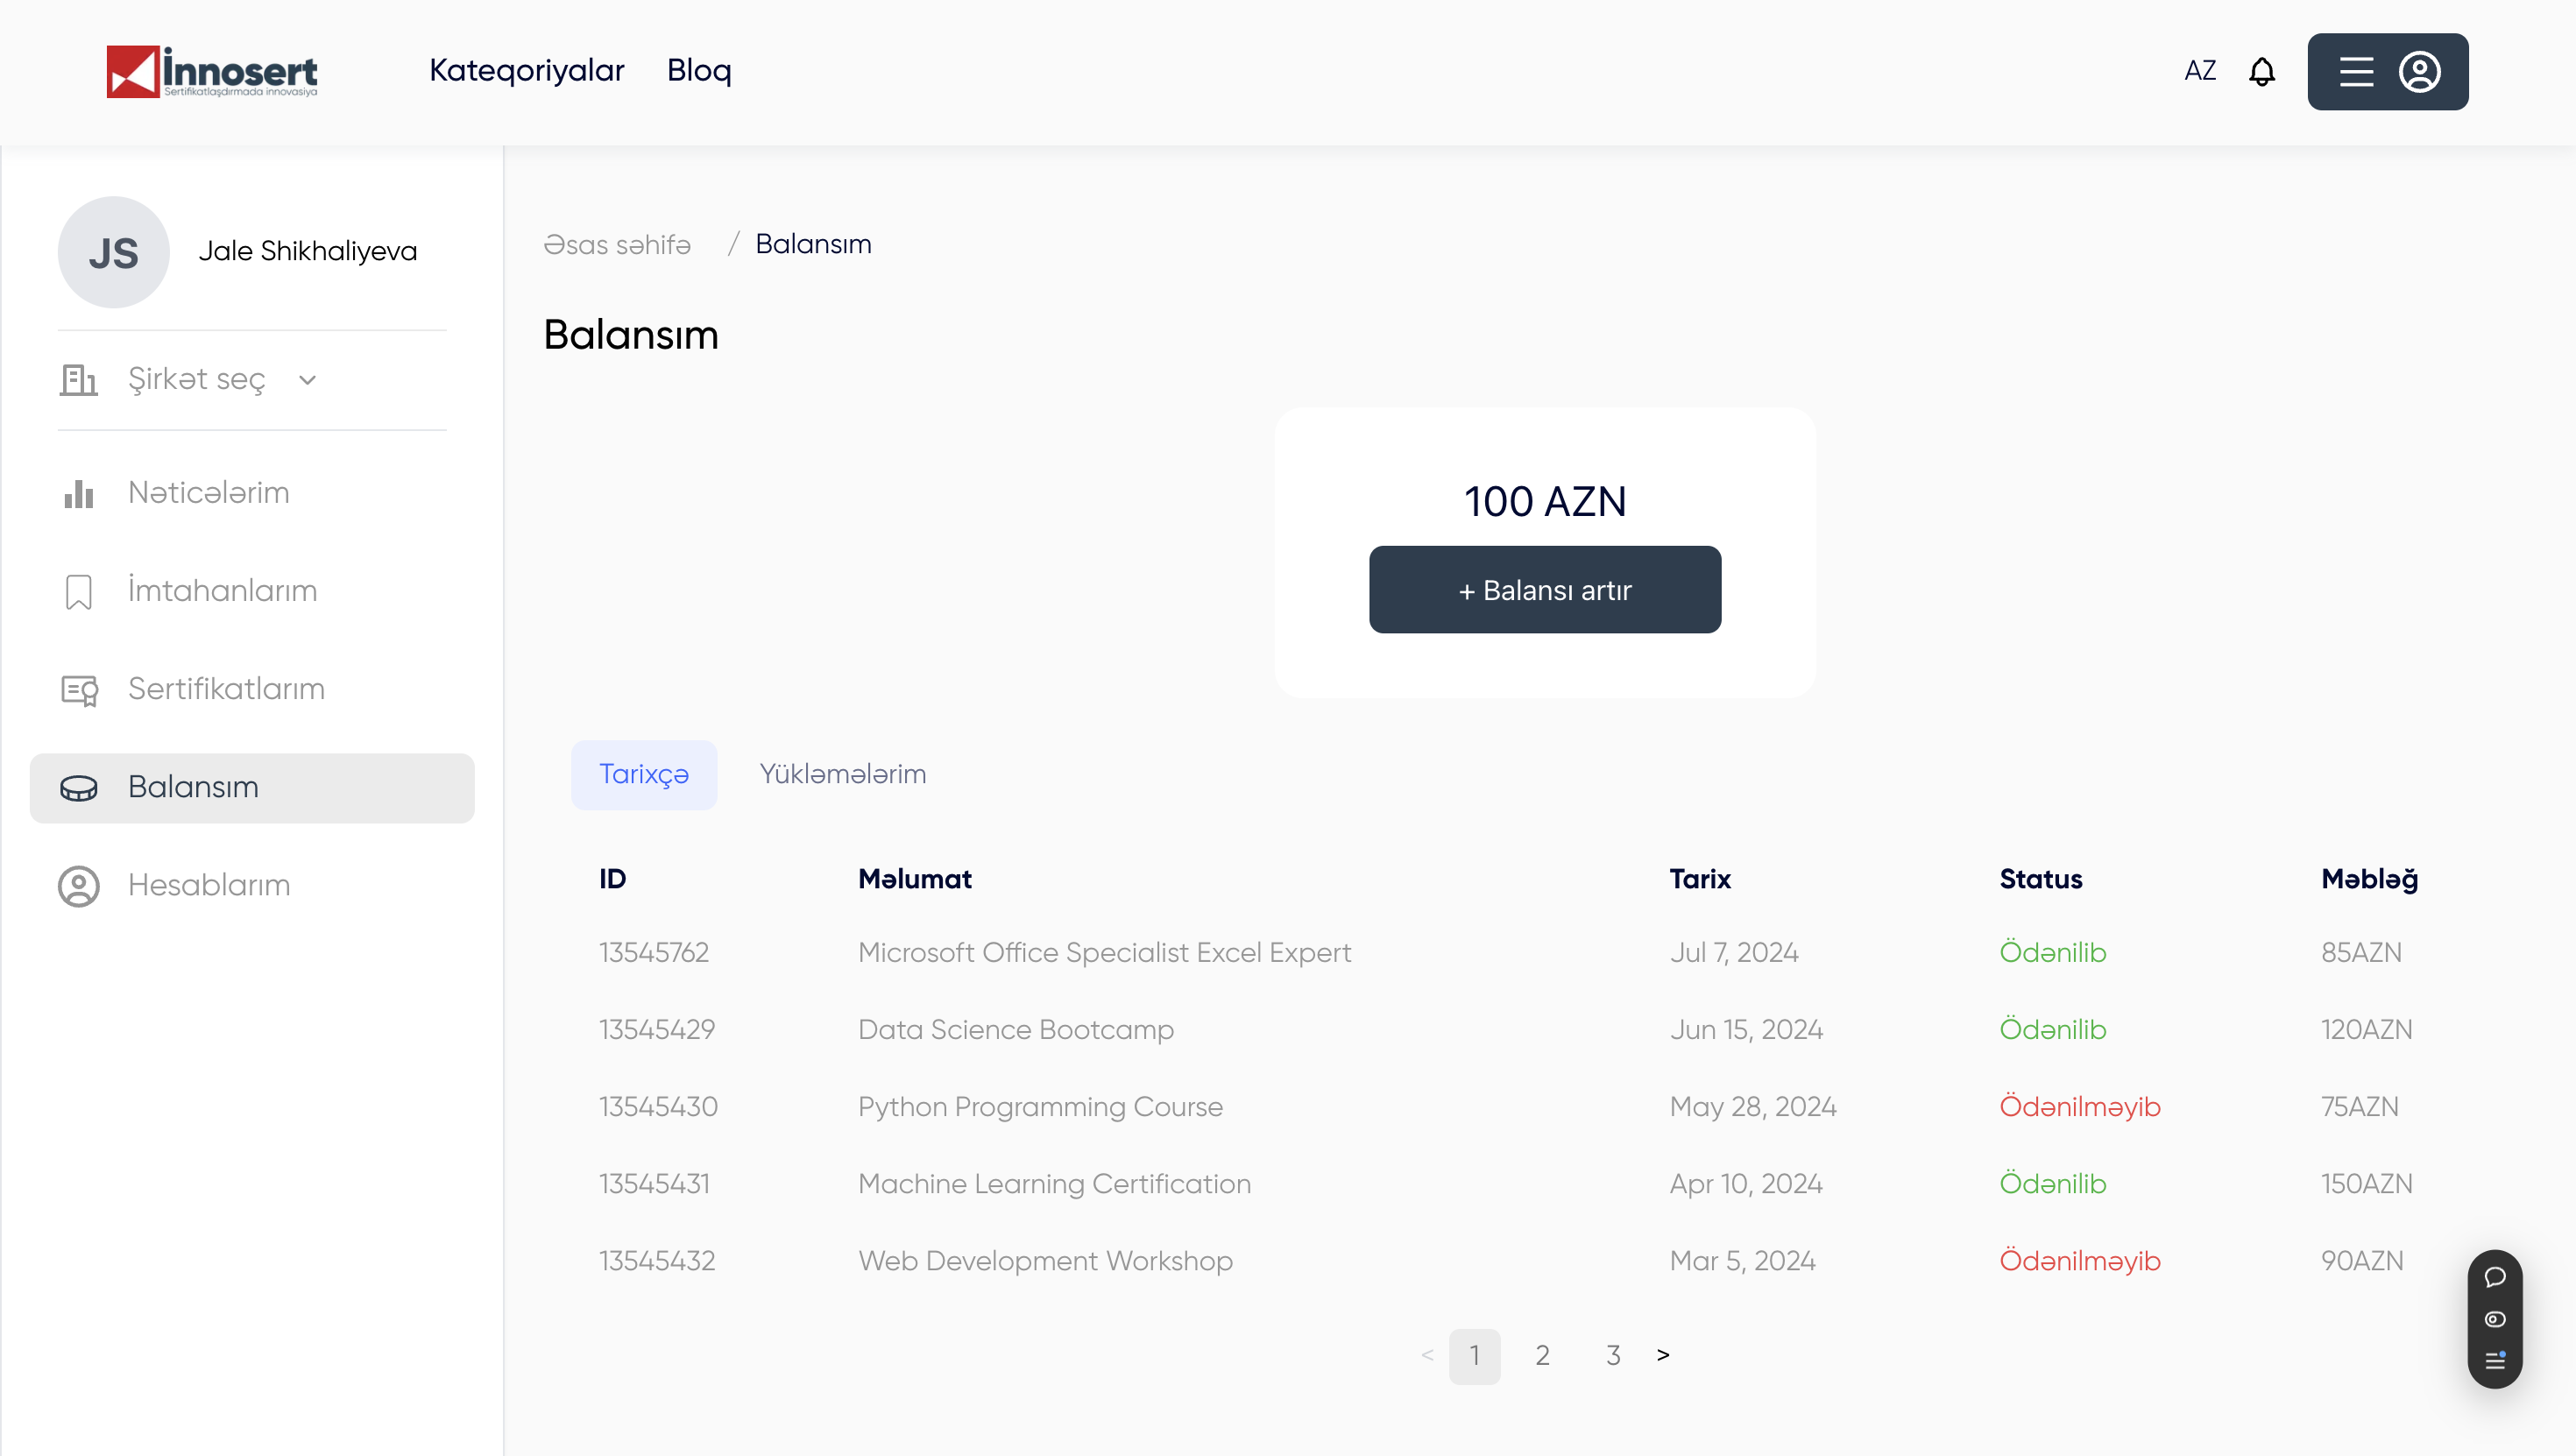 İnnosert
Sertifikatlaşdırmada innovasiya
Kateqoriyalar
Bloq
AZ
JS
Jale Shikhaliyeva
Şirkət seç
Nəticələrim
İmtahanlarım
Sertifikatlarım
Balansım
Hesablarım
Əsas səhifə / Balansım
Balansım
100 AZN
+ Balansı artır
Tarixçə
Yükləmələrim
ID Məlumat Tarix Status Məbləğ
13545762 Microsoft Office Specialist Excel Expert Jul 7, 2024 Ödənilib 85AZN
13545429 Data Science Bootcamp Jun 15, 2024 Ödənilib 120AZN
13545430 Python Programming Course May 28, 2024 Ödənilməyib 75AZN
13545431 Machine Learning Certification Apr 10, 2024 Ödənilib 150AZN
13545432 Web Development Workshop Mar 5, 2024 Ödənilməyib 90AZN
< 1 2 3 >